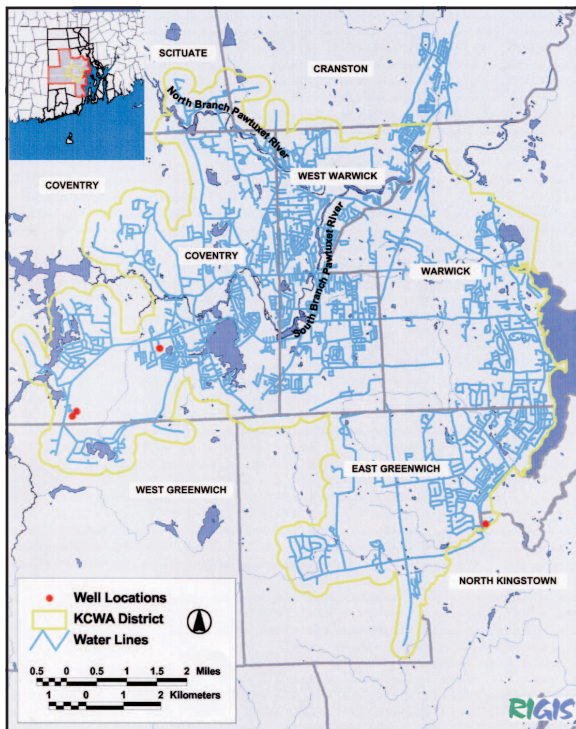 SCITUATE
CRANSTON
North Branch Pawtuxet River
WEST WARWICK
COVENTRY
COVENTRY
South Branch Pawtuxet River
WARWICK
EAST GREENWICH
WEST GREENWICH
NORTH KINGSTOWN
Well Locations
KCWA District
Water Lines
0.5 0 0.5 1 1.5 2 Miles
1 0 1 2
Kilometers
RIGIS